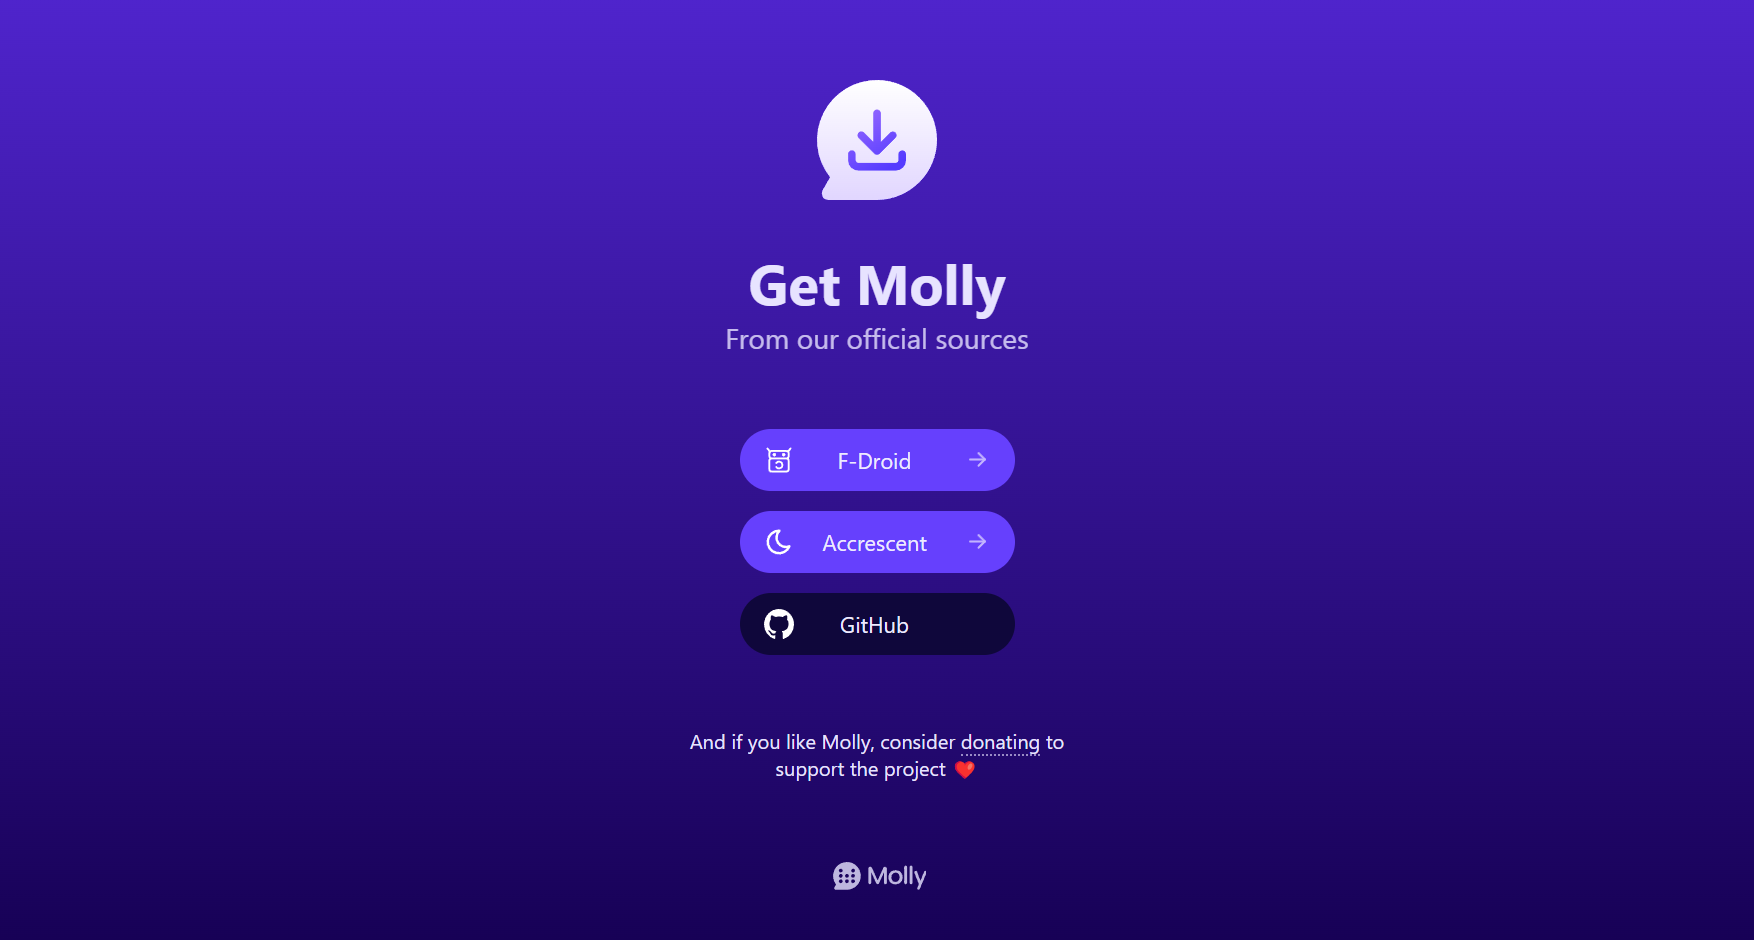 Get Molly
From our official sources
F-Droid
Accrescent
GitHub
And if you like Molly, consider donating to
support the project ❤️
Molly